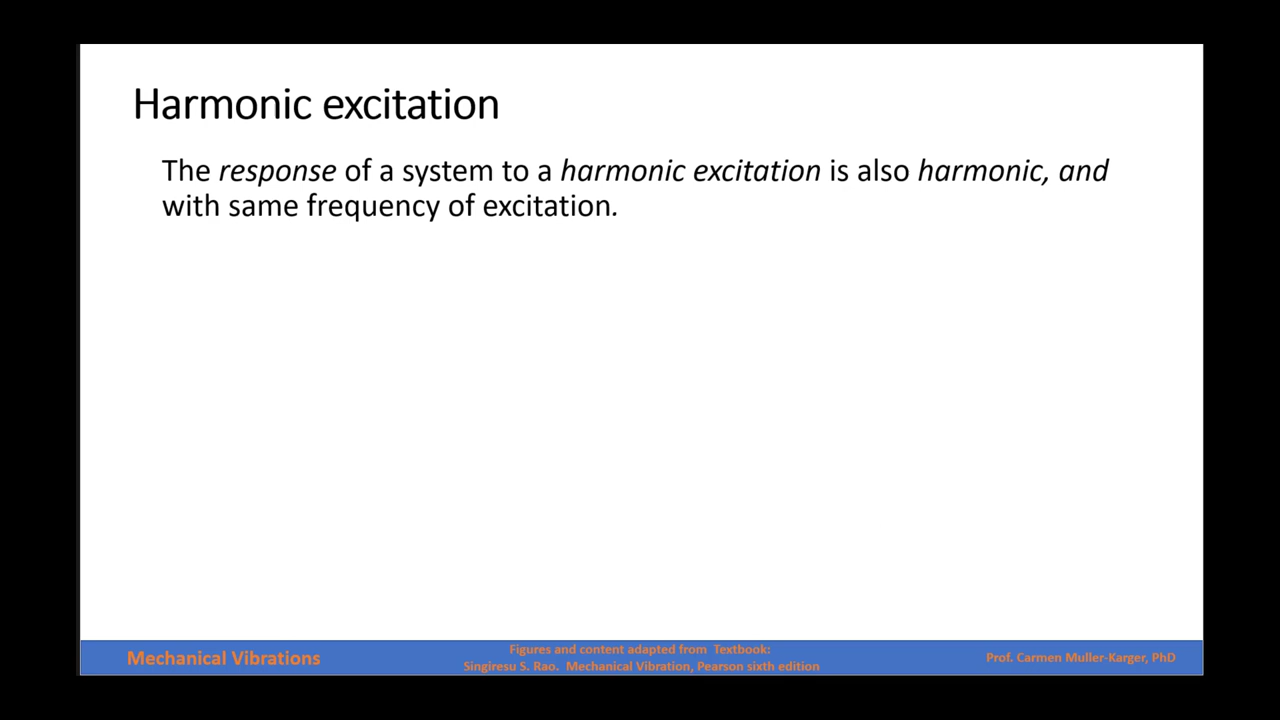 Harmonic excitation
The response of a system to a harmonic excitation is also harmonic, and
with same frequency of excitation.
Mechanical Vibrations
Figures and content adapted from Textbook:
Singiresu S. Rao. Mechanical Vibration, Pearson sixth edition
Prof. Carmen Muller-Karger, PhD